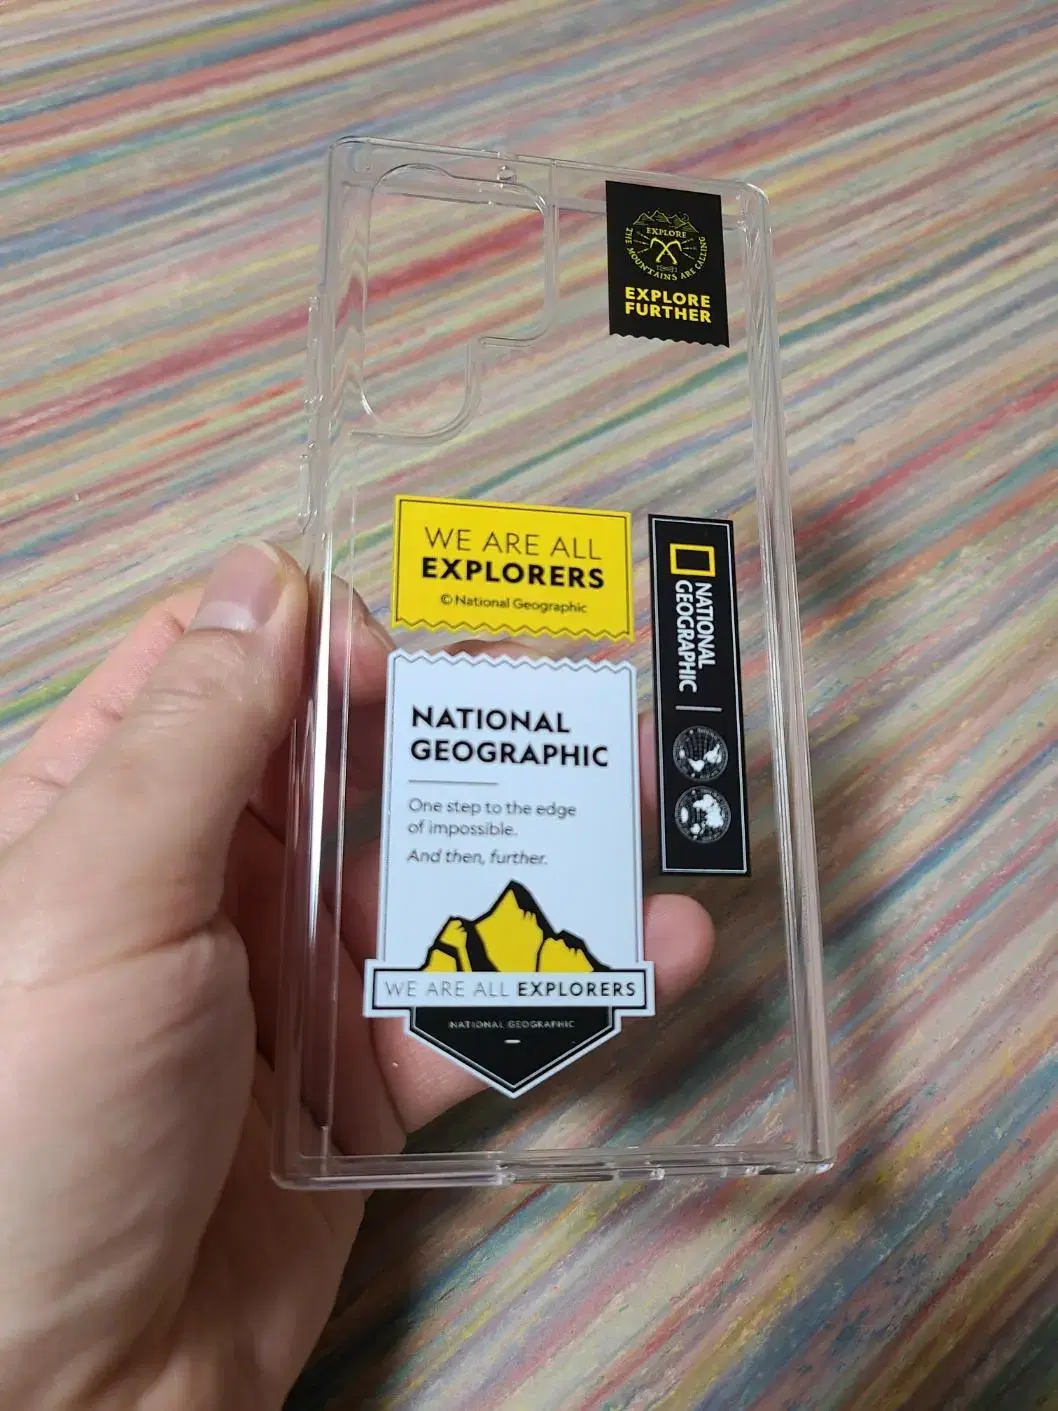 EXPLORE
THE MOUNTAINS ARE CALLING
EXPLORE
FURTHER
WE ARE ALL
EXPLORERS
© National Geographic
NATIONAL
GEOGRAPHIC
NATIONAL
GEOGRAPHIC
One step to the edge
of impossible.
And then, further.
WE ARE ALL EXPLORERS
NATIONAL GEOGRAPHIC